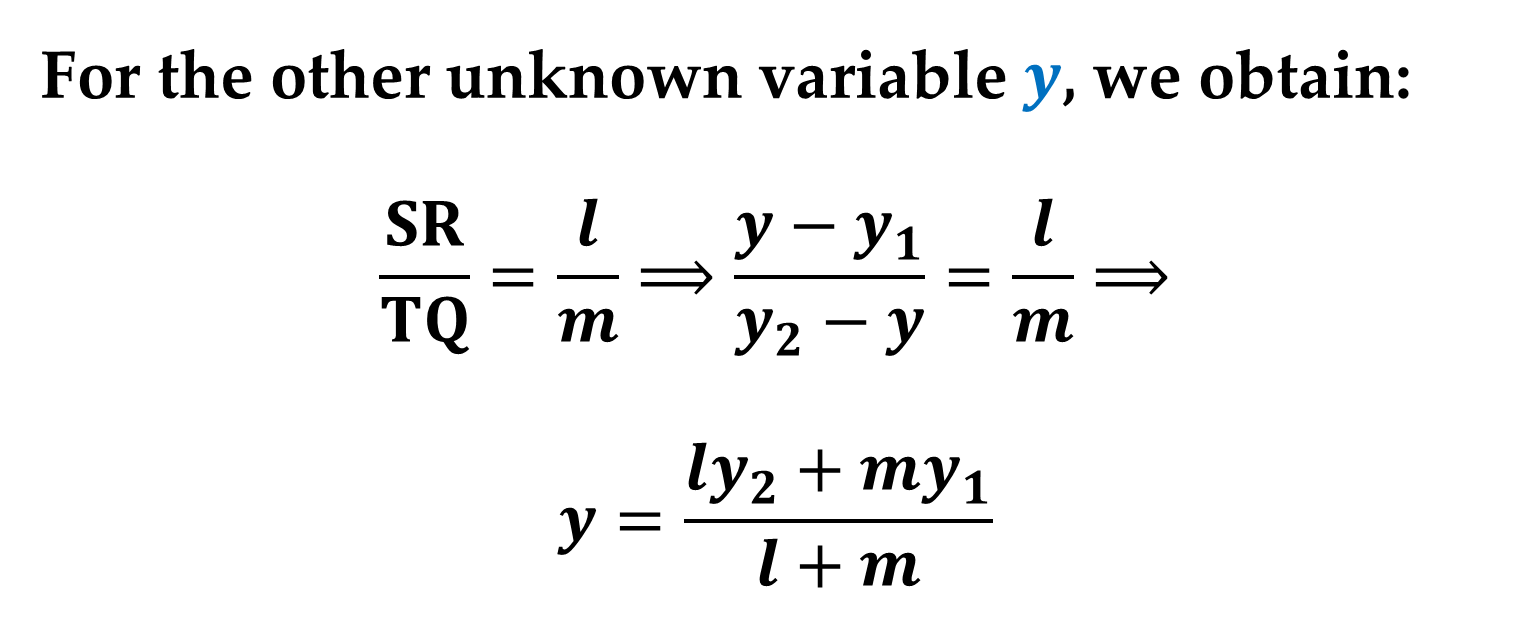 For the other unknown variable y, we obtain:
SR/TQ = l/m ⟹ (y − y₁)/(y₂ − y) = l/m ⟹
y = (ly₂ + my₁)/(l + m)